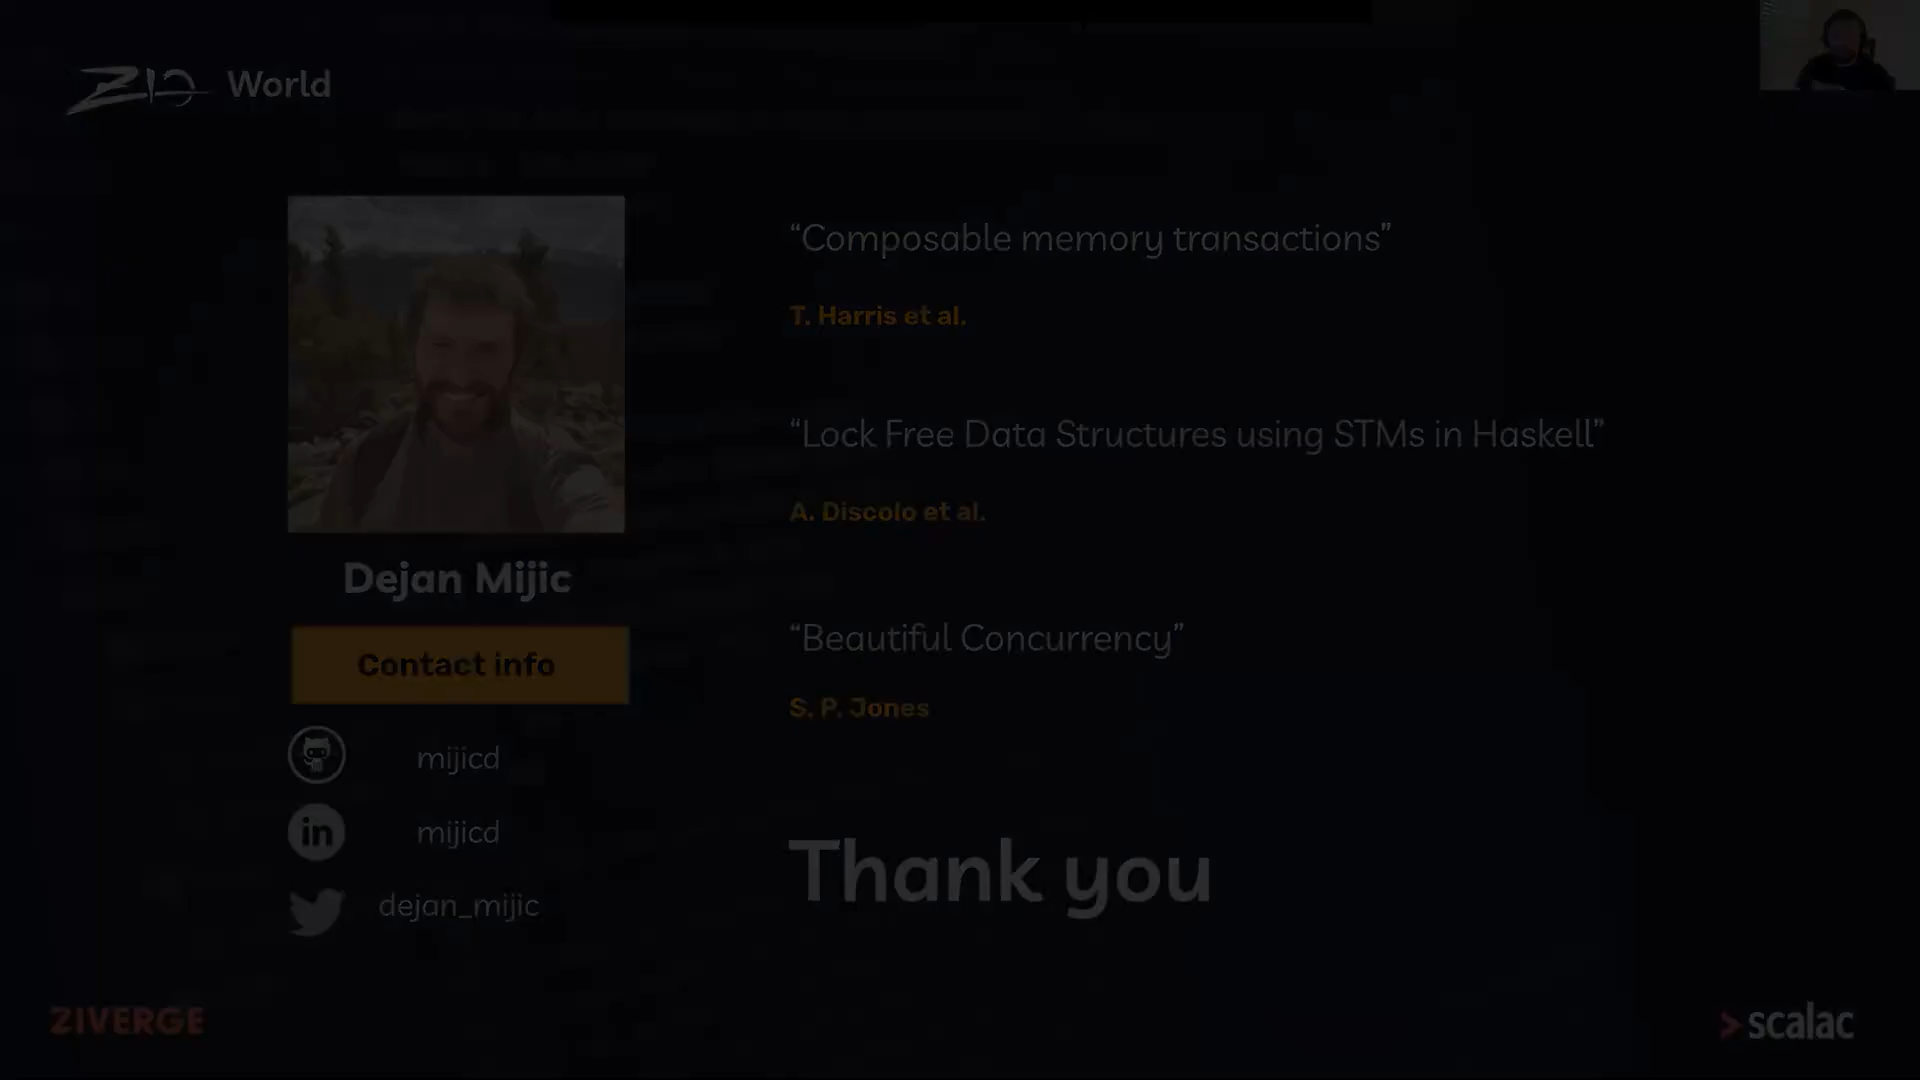 ZIO World
“Composable memory transactions”
T. Harris et al.
“Lock Free Data Structures using STMs in Haskell”
A. Discolo et al.
“Beautiful Concurrency”
S. P. Jones
Dejan Mijic
Contact info
mijicd
in mijicd
dejan_mijic
Thank you
ZIVERGE
>scalac